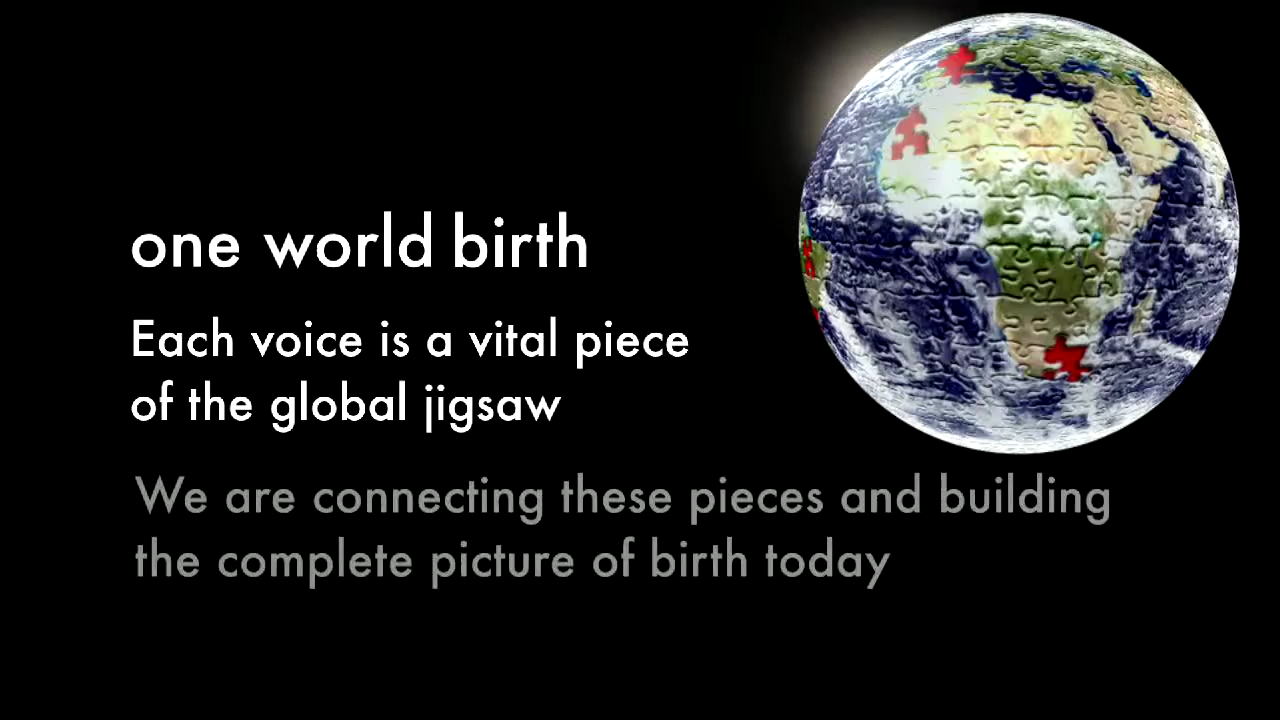 one world birth
Each voice is a vital piece
of the global jigsaw
We are connecting these pieces and building
the complete picture of birth today